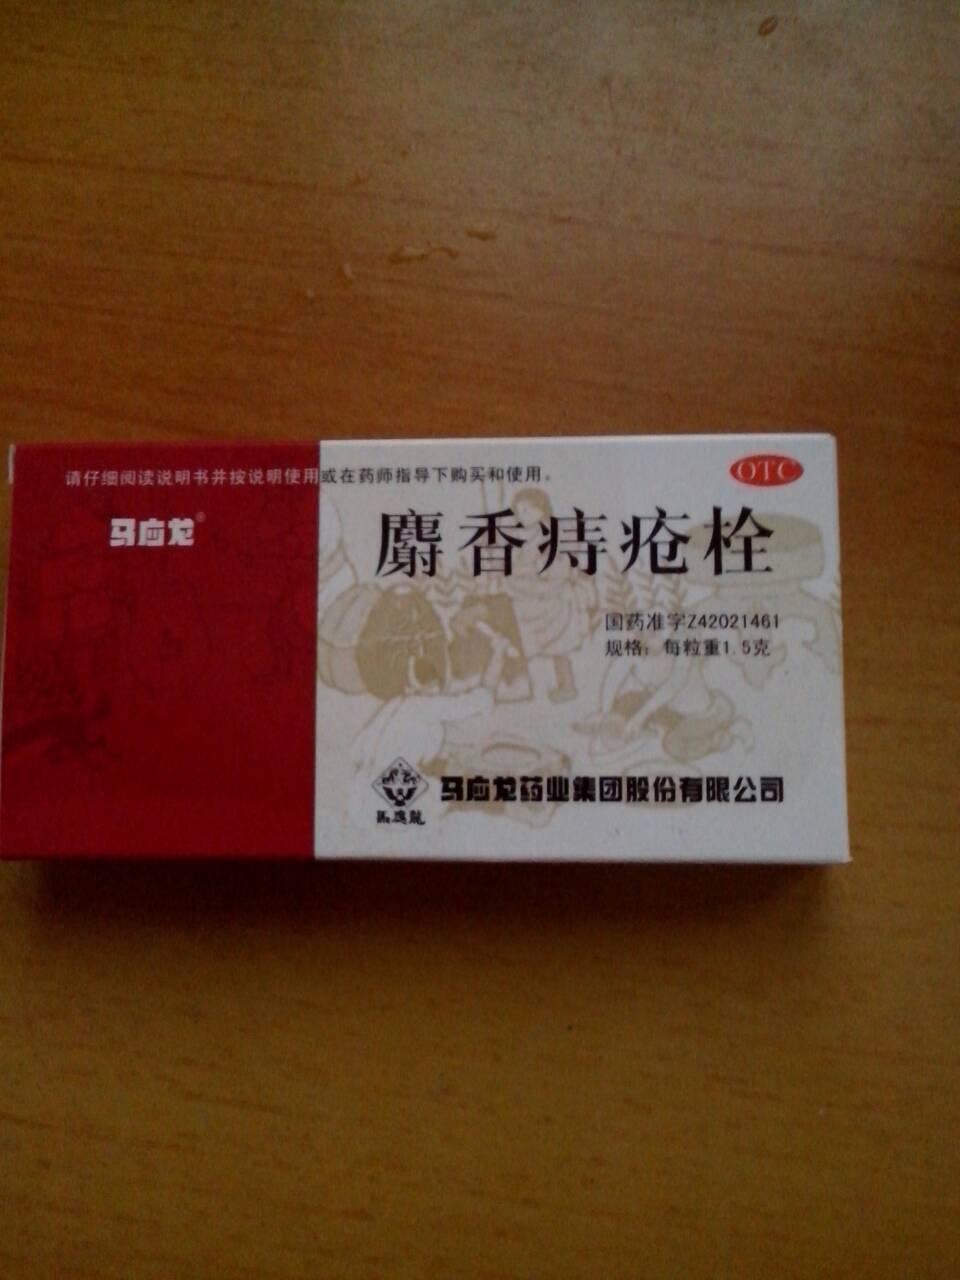 请仔细阅读说明书并按说明使用或在药师指导下购买和使用。
OTC
马应龙®
麝香痔疮栓
国药准字Z42021461
规格：每粒重1.5克
马应龙药业集团股份有限公司
馬應龍